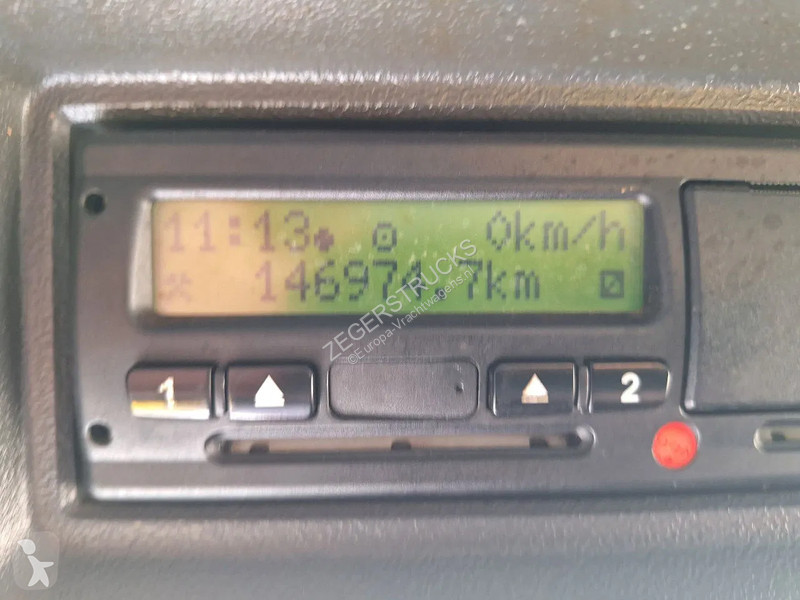 11:13 0km/h
146974.7km
ZEGERSTRUCKS
©Europa-Vrachtwagens.nl
1 2